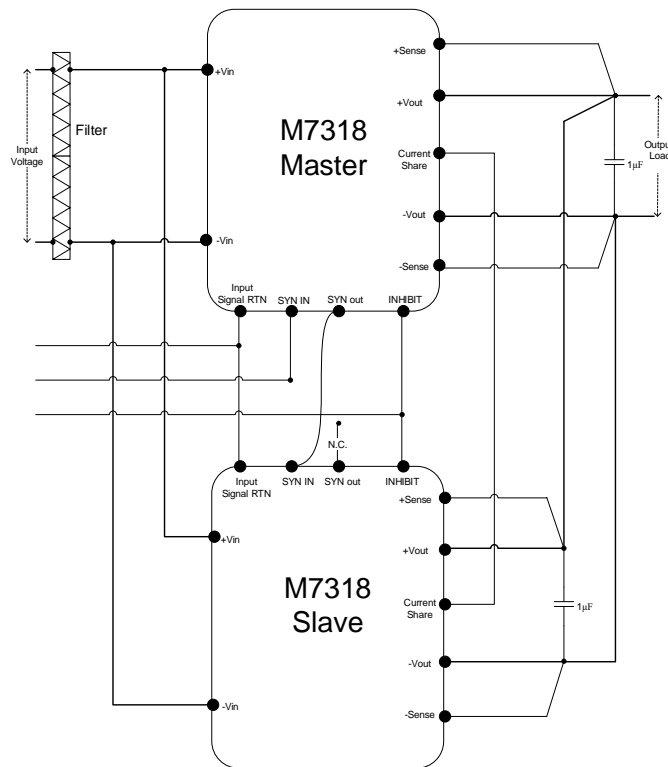 +Sense
+Vin
+Vout
Filter
M7318
Master
Input
Voltage
Current
Share
Output
Load
1μF
-Vin
-Vout
-Sense
Input
Signal RTN
SYN IN
SYN out
INHIBIT
N.C.
Input
Signal RTN
SYN IN
SYN out
INHIBIT
+Sense
+Vin
+Vout
M7318
Slave
Current
Share
1μF
-Vout
-Vin
-Sense